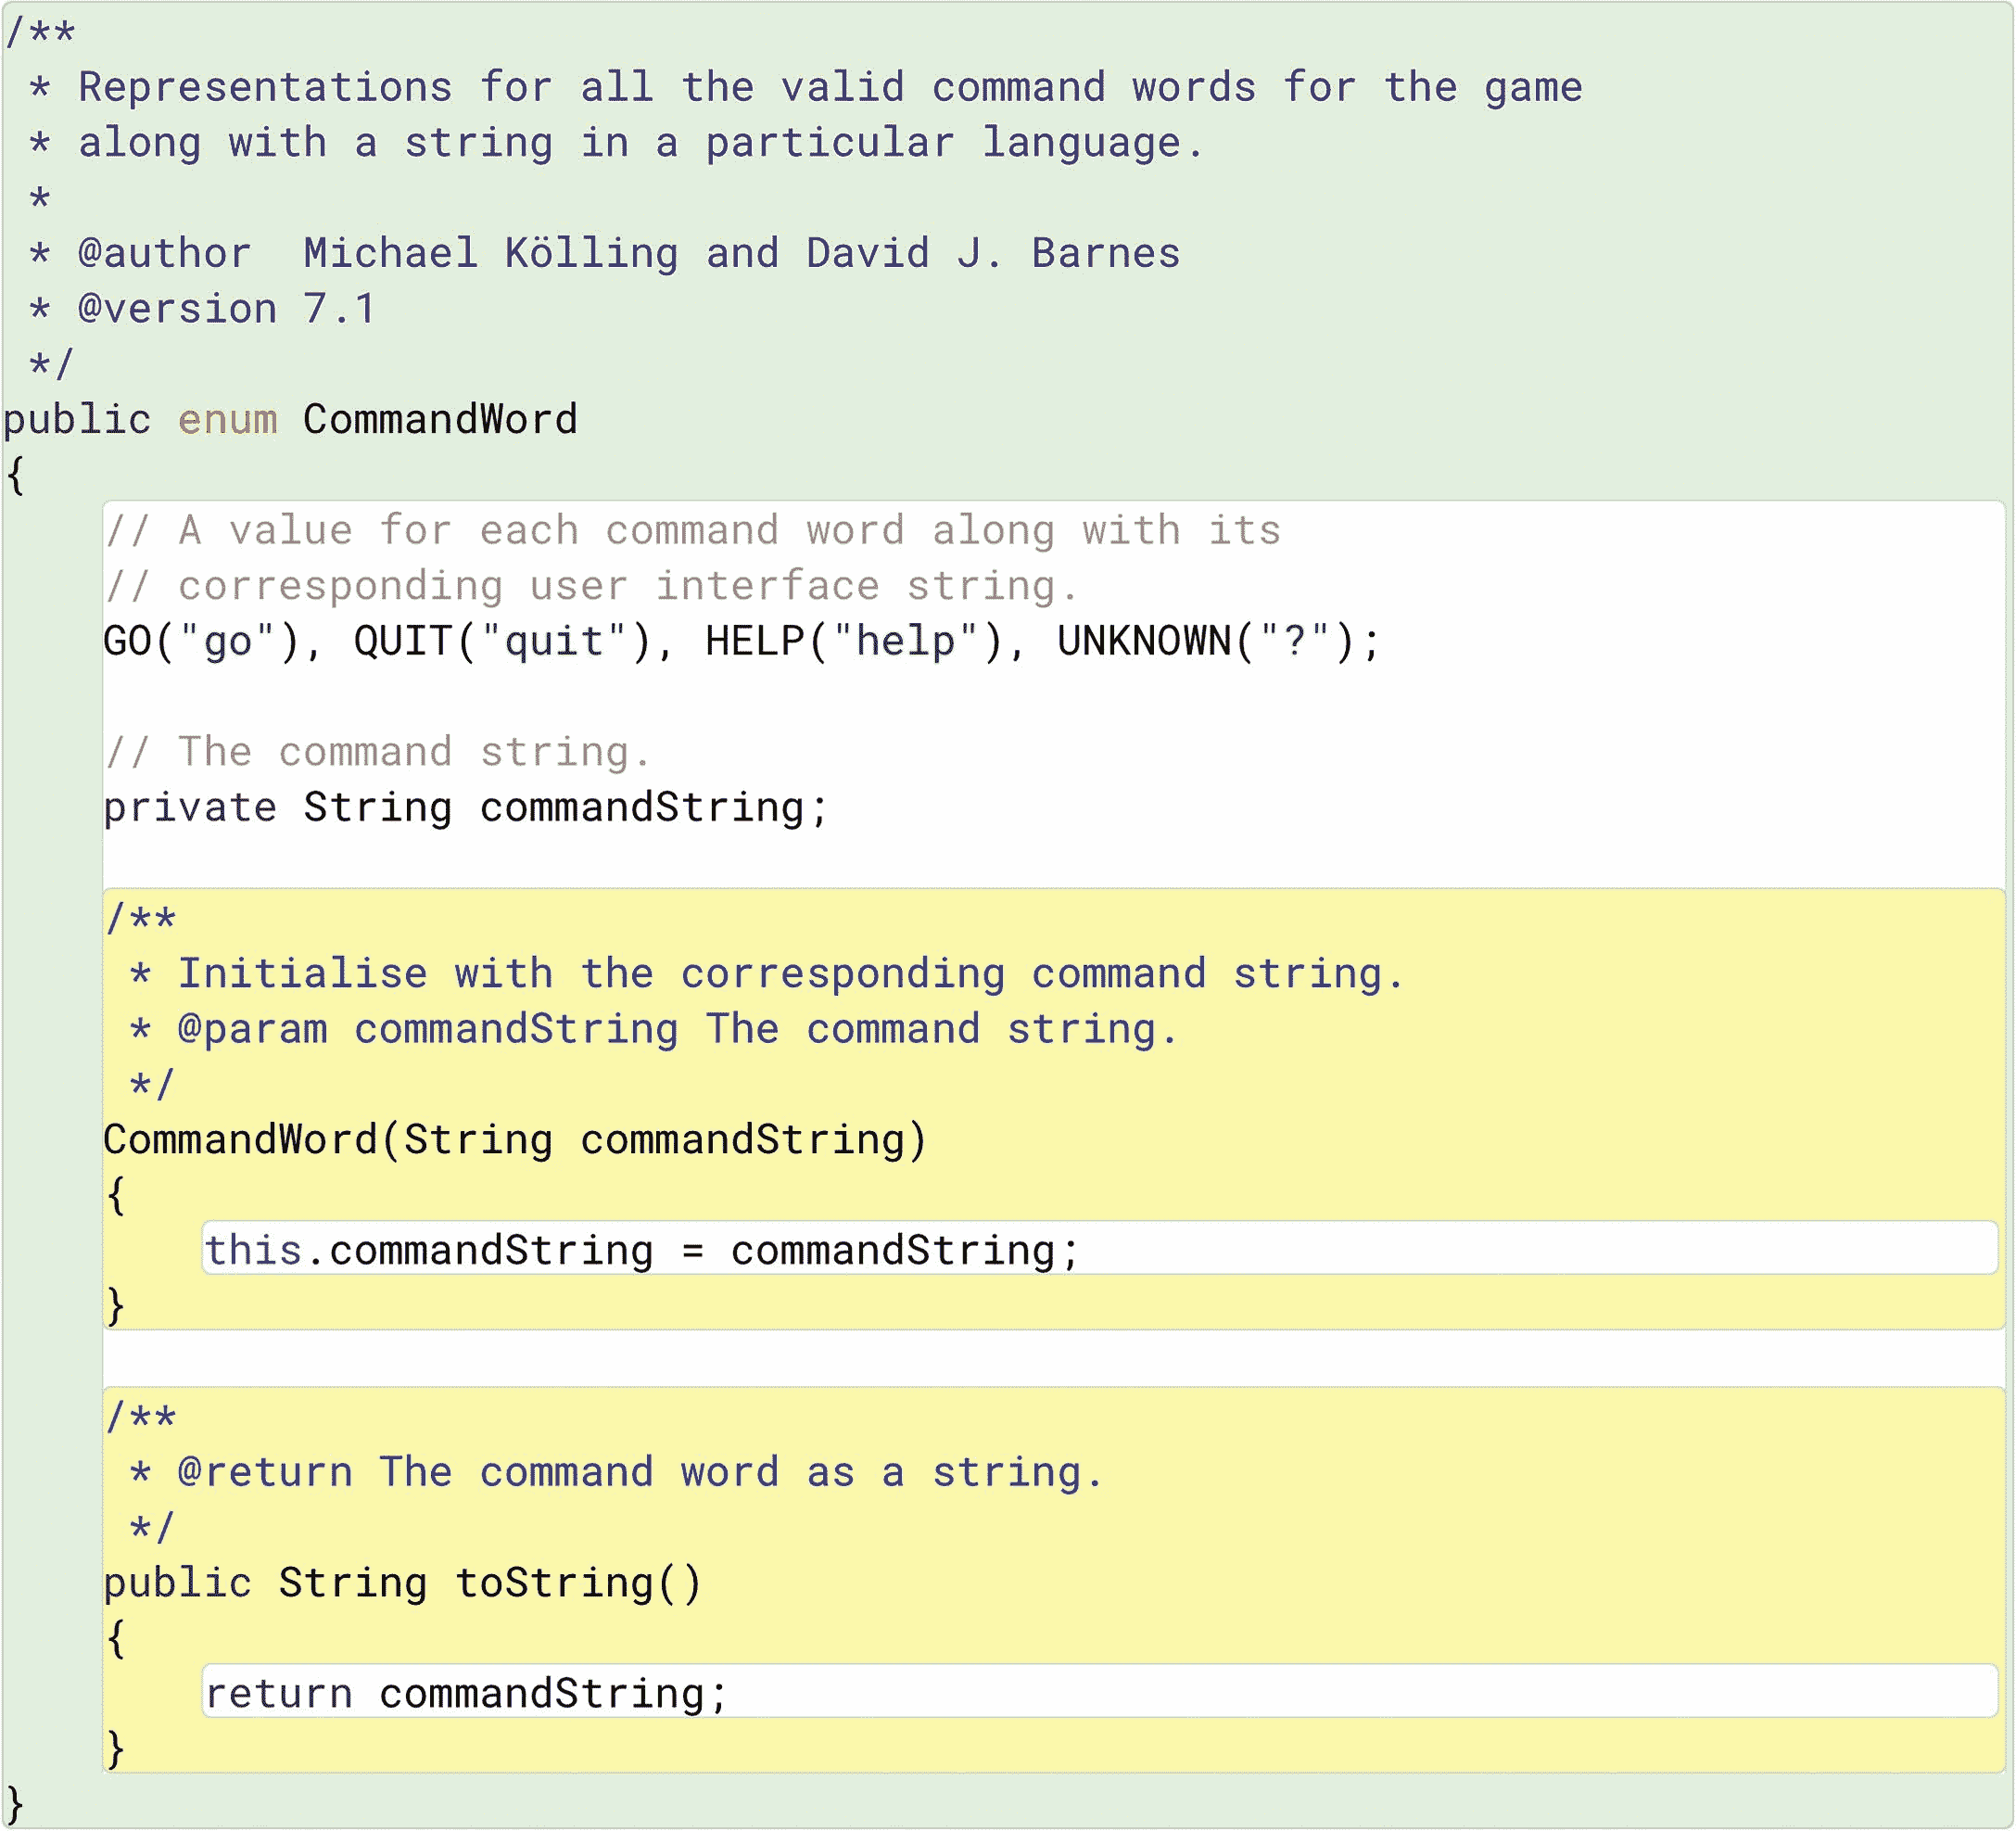 /**
 * Representations for all the valid command words for the game
 * along with a string in a particular language.
 *
 * @author  Michael Kölling and David J. Barnes
 * @version 7.1
 */
public enum CommandWord
{
    // A value for each command word along with its
    // corresponding user interface string.
    GO("go"), QUIT("quit"), HELP("help"), UNKNOWN("?");

    // The command string.
    private String commandString;

    /**
     * Initialise with the corresponding command string.
     * @param commandString The command string.
     */
    CommandWord(String commandString)
    {
        this.commandString = commandString;
    }

    /**
     * @return The command word as a string.
     */
    public String toString()
    {
        return commandString;
    }
}